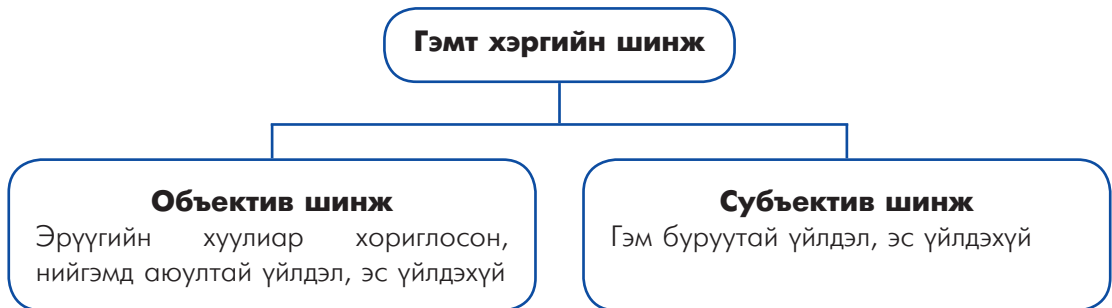 Гэмт хэргийн шинж
Объектив шинж
Эрүүгийн хуулиар хориглосон,
нийгэмд аюултай үйлдэл, эс үйлдэхүй
Субъектив шинж
Гэм буруутай үйлдэл, эс үйлдэхүй